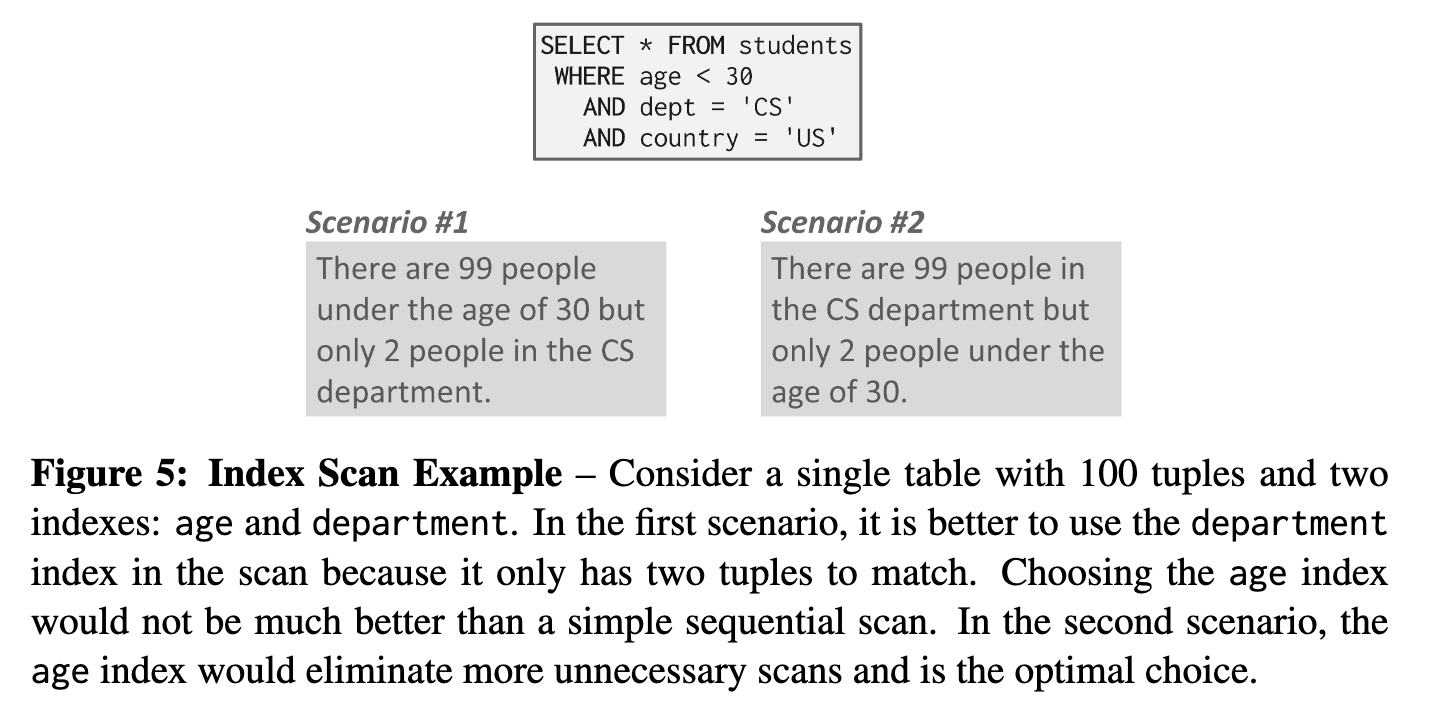 SELECT * FROM students
WHERE age < 30
AND dept = 'CS'
AND country = 'US'
Scenario #1
There are 99 people
under the age of 30 but
only 2 people in the CS
department.
Scenario #2
There are 99 people in
the CS department but
only 2 people under the
age of 30.
Figure 5: Index Scan Example – Consider a single table with 100 tuples and two
indexes: age and department. In the first scenario, it is better to use the department
index in the scan because it only has two tuples to match. Choosing the age index
would not be much better than a simple sequential scan. In the second scenario, the
age index would eliminate more unnecessary scans and is the optimal choice.